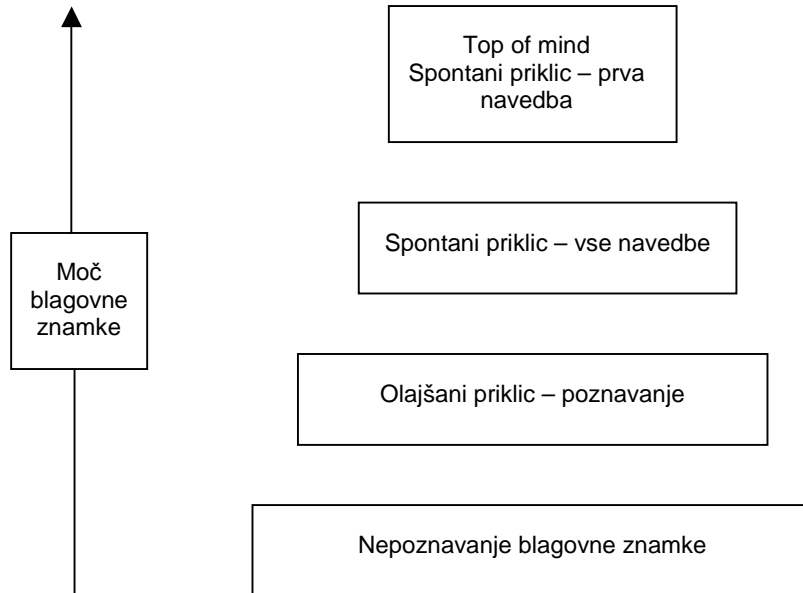 Top of mind
Spontani priklic – prva
navedba
Spontani priklic – vse navedbe
Moč
blagovne
znamke
Olajšani priklic – poznavanje
Nepoznavanje blagovne znamke